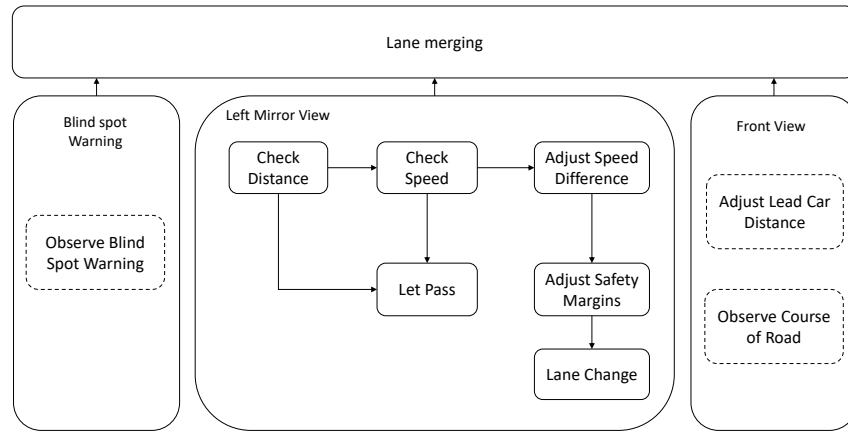 Lane merging
Blind spot
Warning
Observe Blind
Spot Warning
Left Mirror View
Check
Distance
Check
Speed
Adjust Speed
Difference
Let Pass
Adjust Safety
Margins
Lane Change
Front View
Adjust Lead Car
Distance
Observe Course
of Road